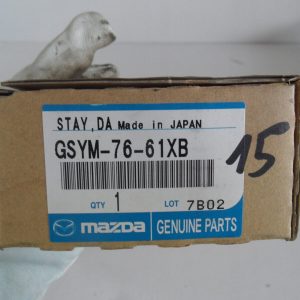 STAY, DA Made in JAPAN
GSYM-76-61XB
15
QTY 1 LOT 7B02
mazda GENUINE PARTS